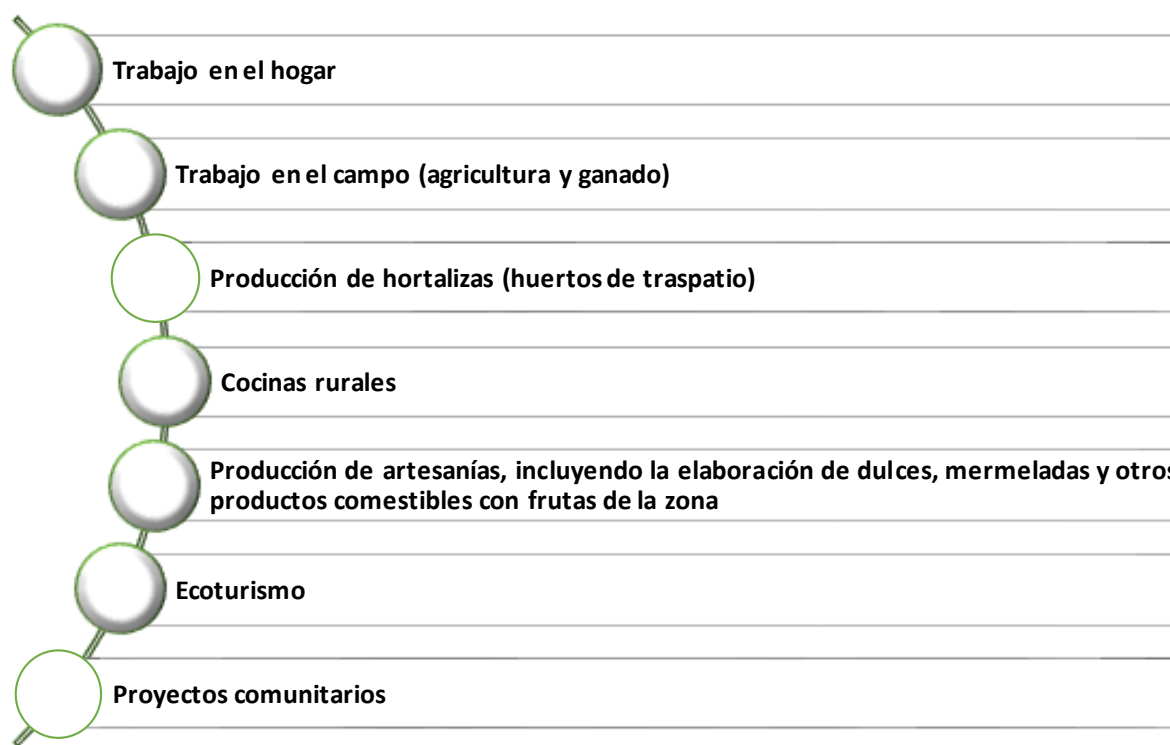 Trabajo en el hogar
Trabajo en el campo (agricultura y ganado)
Producción de hortalizas (huertos de traspatio)
Cocinas rurales
Producción de artesanías, incluyendo la elaboración de dulces, mermeladas y otros
productos comestibles con frutas de la zona
Ecoturismo
Proyectos comunitarios